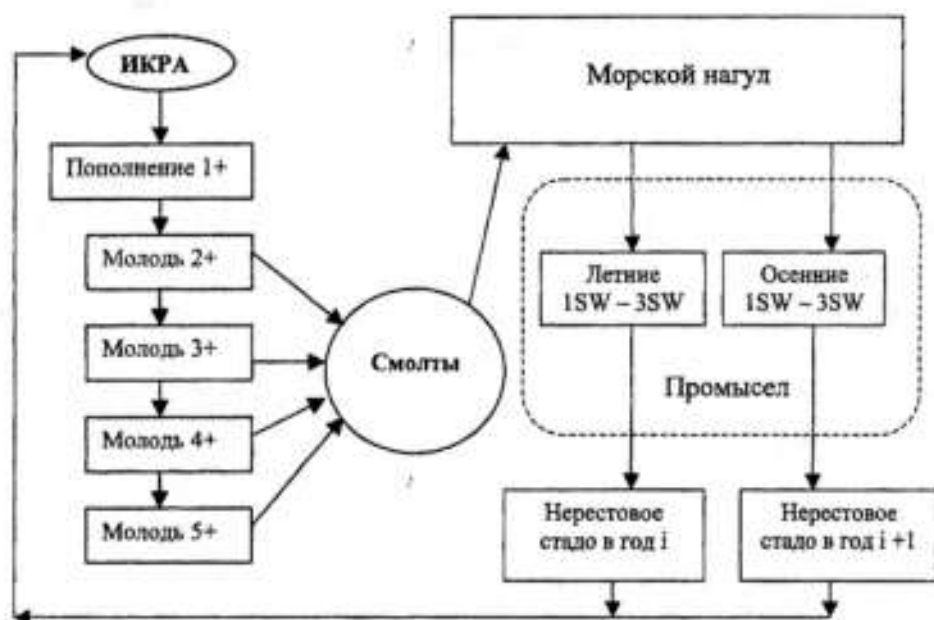 ИКРА
Морской нагул
Пополнение 1+
Молодь 2+
Молодь 3+
Молодь 4+
Молодь 5+
Смолты
Летние
1SW – 3SW
Осенние
1SW – 3SW
Промысел
Нерестовое
стадо в год i
Нерестовое
стадо в год i +1